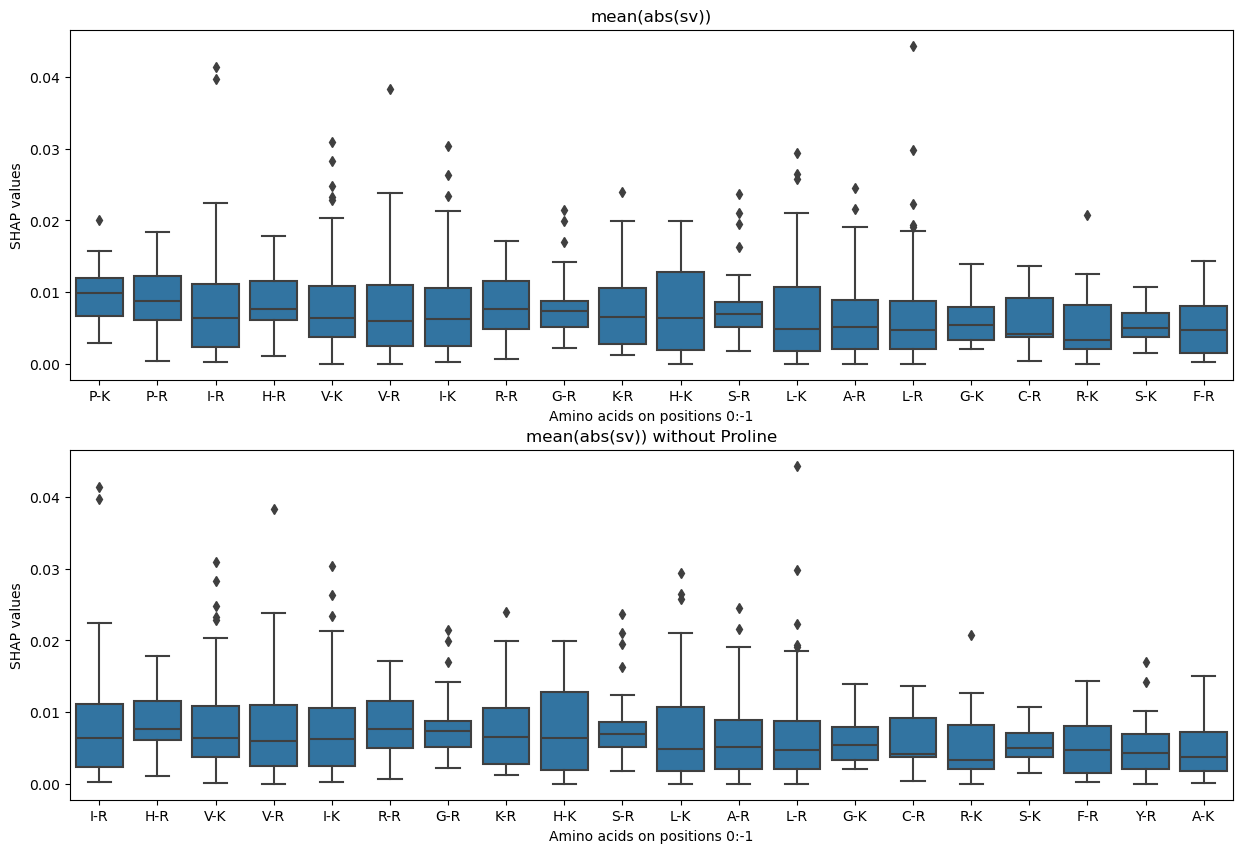 mean(abs(sv))
SHAP values
0.04
0.03
0.02
0.01
0.00
P-K P-R I-R H-R V-K V-R I-K R-R G-R K-R H-K S-R L-K A-R L-R G-K C-R R-K S-K F-R
Amino acids on positions 0:-1
mean(abs(sv)) without Proline
SHAP values
0.04
0.03
0.02
0.01
0.00
I-R H-R V-K V-R I-K R-R G-R K-R H-K S-R L-K A-R L-R G-K C-R R-K S-K F-R Y-R A-K
Amino acids on positions 0:-1